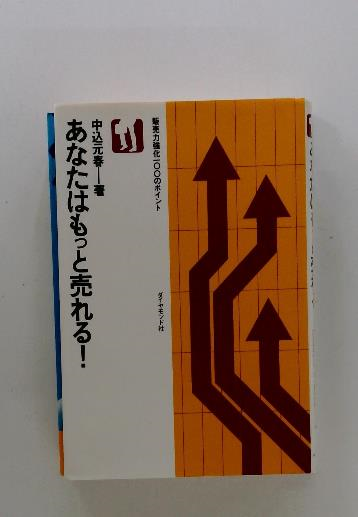 販売力強化一〇〇のポイント
中込元春―著
あなたはもっと売れる!
ダイヤモンド社